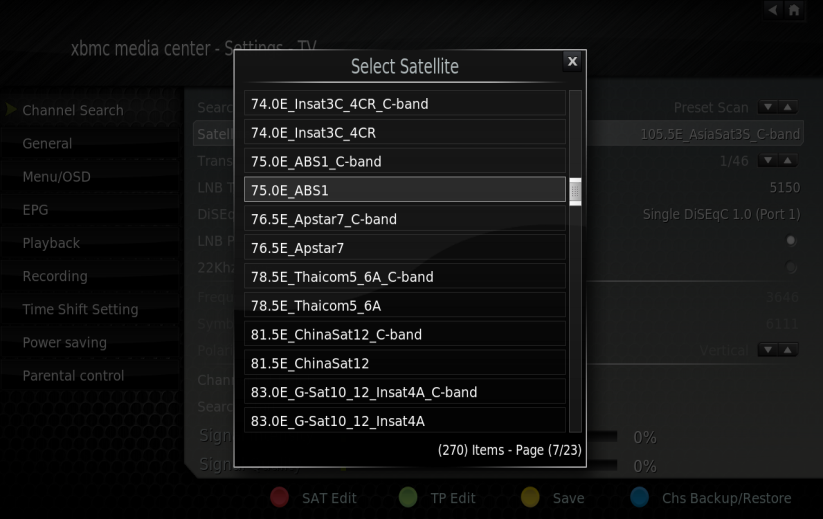 xbmc media center - Settings - TV
Select Satellite
X
Channel Search
General
Menu/OSD
EPG
Playback
Recording
Time Shift Setting
Power saving
Parental control
74.0E_Insat3C_4CR_C-band
74.0E_Insat3C_4CR
75.0E_ABS1_C-band
75.0E_ABS1
76.5E_Apstar7_C-band
76.5E_Apstar7
78.5E_Thaicom5_6A_C-band
78.5E_Thaicom5_6A
81.5E_ChinaSat12_C-band
81.5E_ChinaSat12
83.0E_G-Sat10_12_Insat4A_C-band
83.0E_G-Sat10_12_Insat4A
(270) Items - Page (7/23)
Searc Preset Scan
Satell 105.5E_AsiaSat3S_C-band
Trans 1/46
LNB T 5150
DiSEq Single DiSEqC 1.0 (Port 1)
LNB P
22Khz
Frequ 3646
Symb 6111
Polar Vertical
Chan
Searc
Sign 0%
Sign 0%
SAT Edit
TP Edit
Save
Chs Backup/Restore